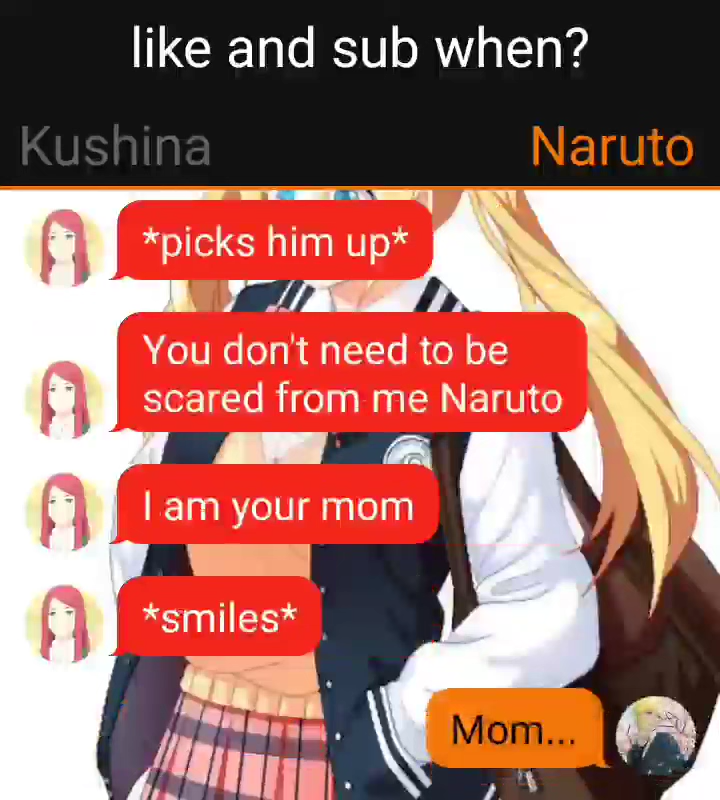 like and sub when?
Kushina
Naruto
*picks him up*
You don't need to be
scared from me Naruto
I am your mom
*smiles*
Mom...